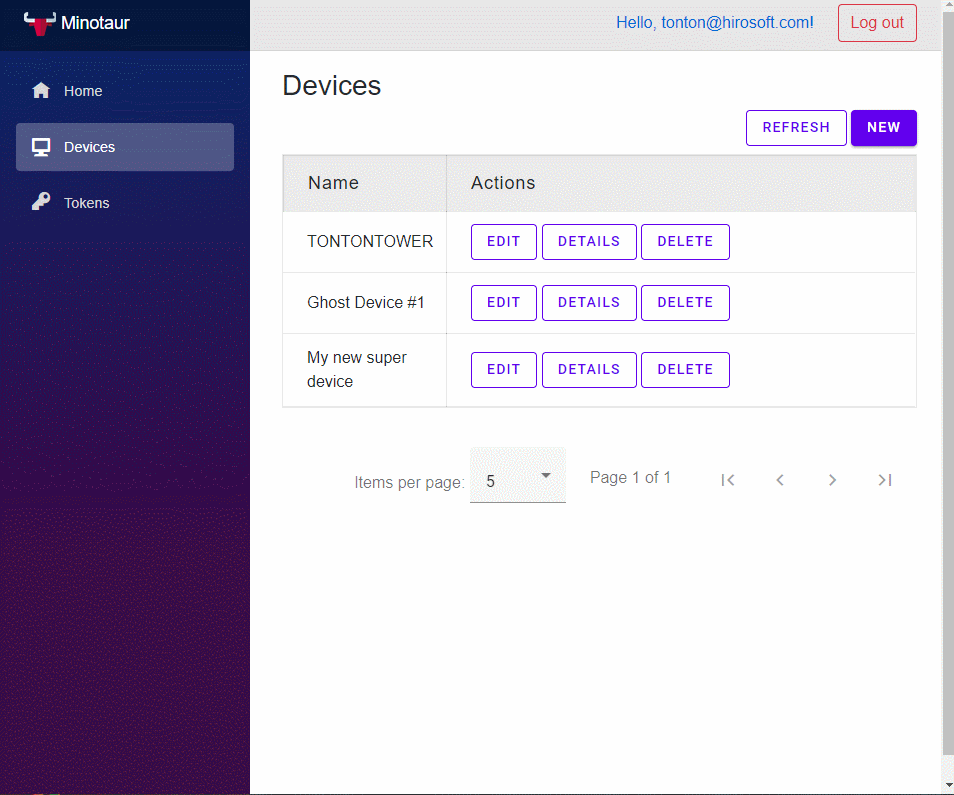 Minotaur
Hello, tonton@hirosoft.com!
Log out
Home
Devices
Tokens
Devices
REFRESH
NEW
Name
Actions
TONTONTOWER
EDIT
DETAILS
DELETE
Ghost Device #1
EDIT
DETAILS
DELETE
My new super
device
EDIT
DETAILS
DELETE
Items per page:
5
Page 1 of 1